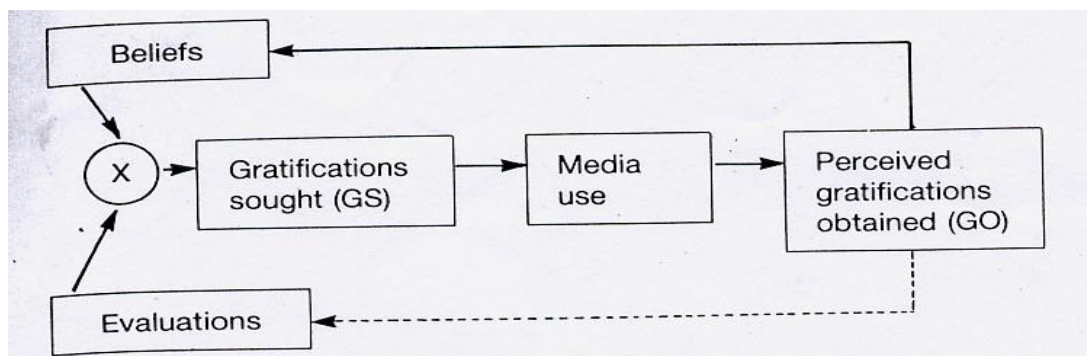 Beliefs
X
Gratifications
sought (GS)
Media
use
Perceived
gratifications
obtained (GO)
Evaluations